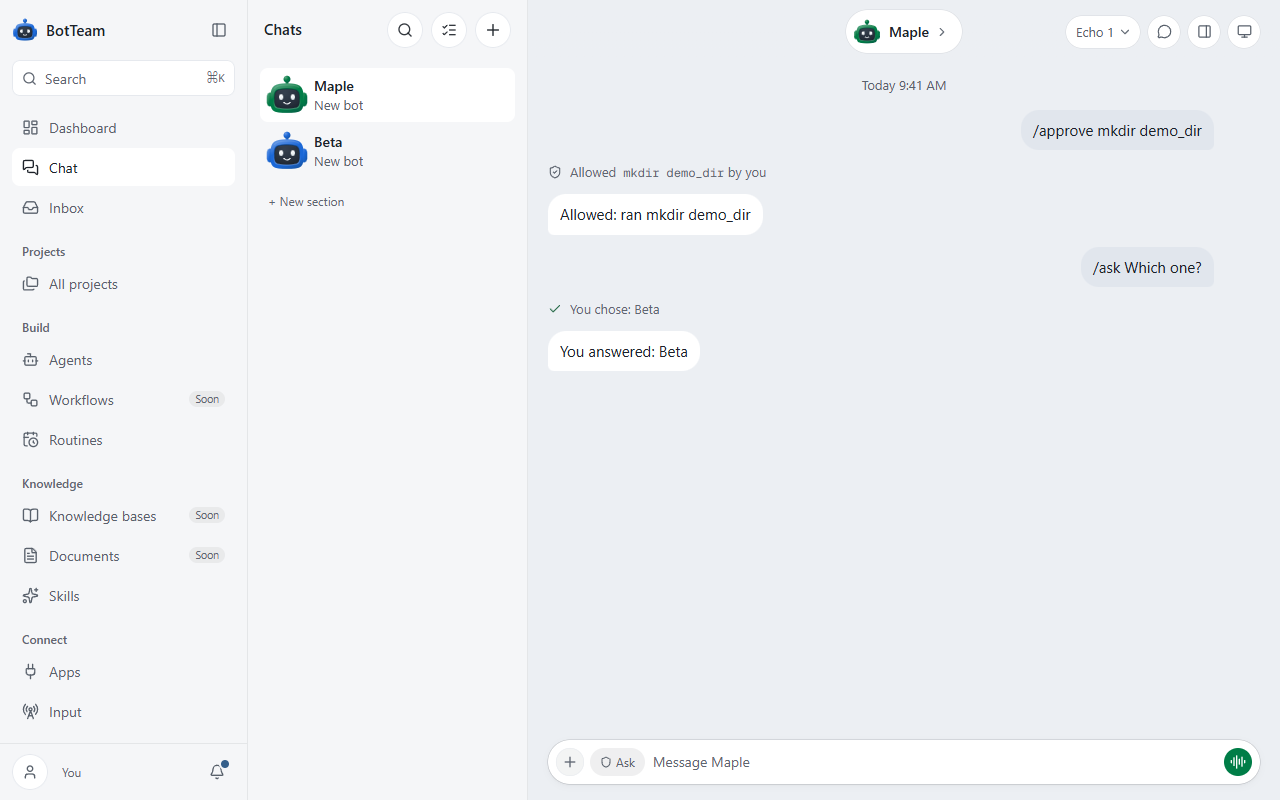 BotTeam
Search ⌘K
Dashboard
Chat
Inbox
Projects
All projects
Build
Agents
Workflows Soon
Routines
Knowledge
Knowledge bases Soon
Documents Soon
Skills
Connect
Apps
Input
You
Chats
Maple
New bot
Beta
New bot
+ New section
Maple
Echo 1
Today 9:41 AM
/approve mkdir demo_dir
Allowed mkdir demo_dir by you
Allowed: ran mkdir demo_dir
/ask Which one?
You chose: Beta
You answered: Beta
Ask Message Maple